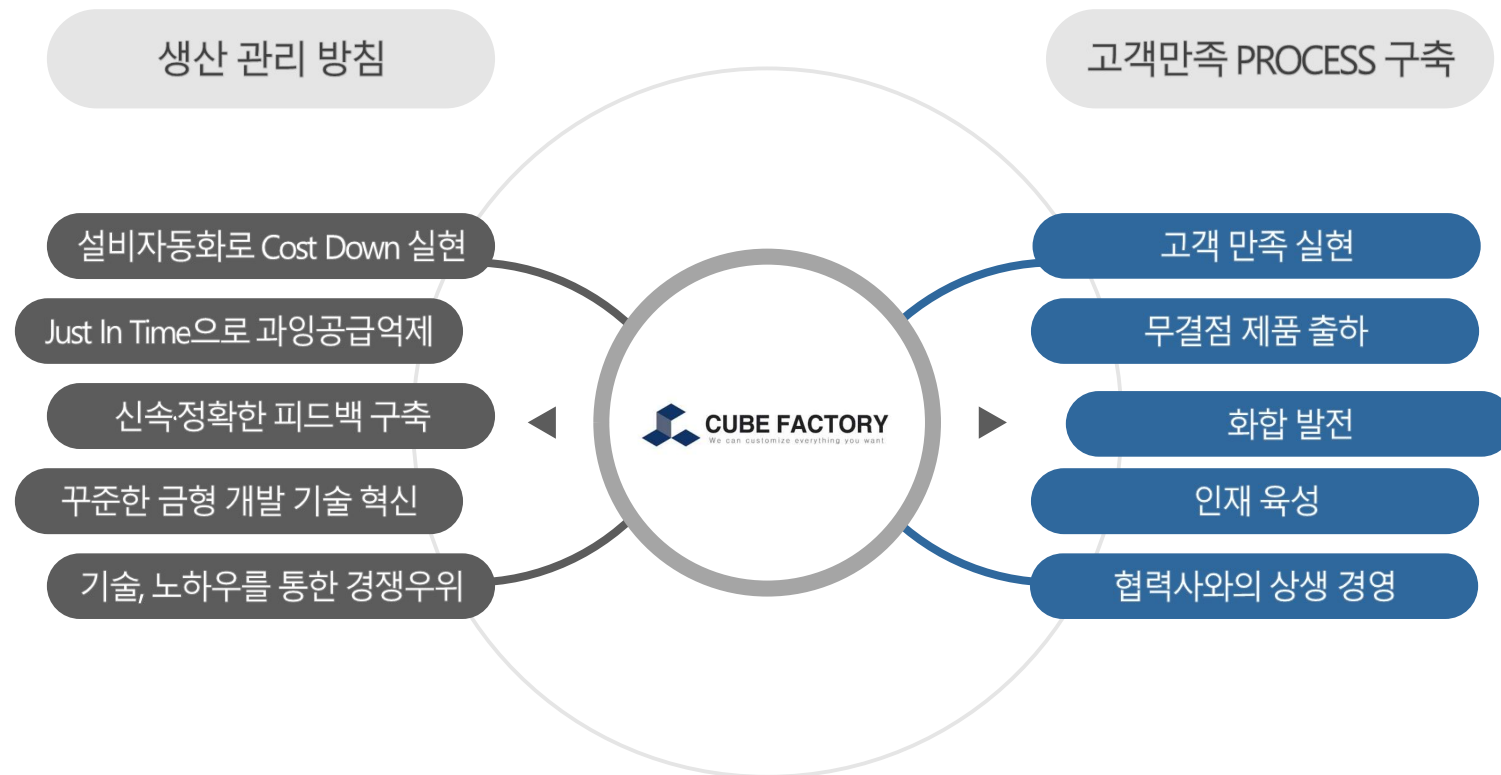 생산 관리 방침
고객만족 PROCESS 구축
설비자동화로 Cost Down 실현
Just In Time으로 과잉공급억제
신속·정확한 피드백 구축
꾸준한 금형 개발 기술 혁신
기술, 노하우를 통한 경쟁우위
CUBE FACTORY
We can customize everything you want
고객 만족 실현
무결점 제품 출하
화합 발전
인재 육성
협력사와의 상생 경영